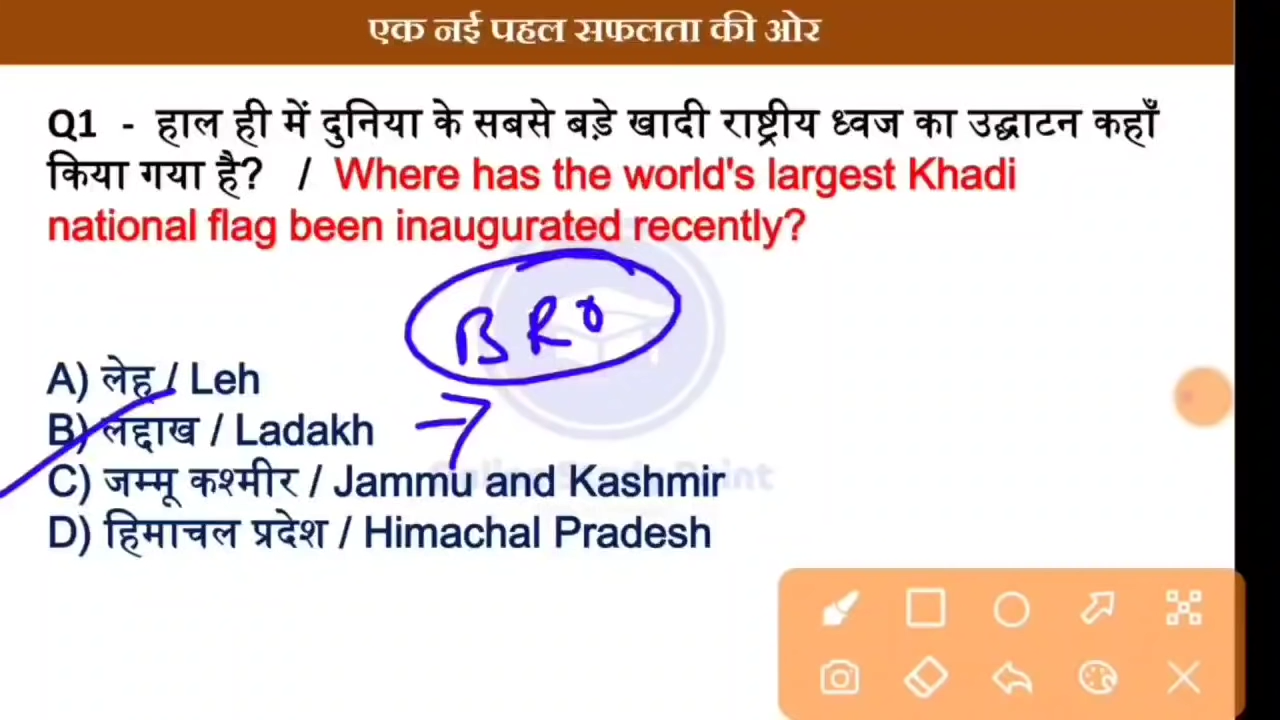 एक नई पहल सफलता की ओर
Q1 - हाल ही में दुनिया के सबसे बड़े खादी राष्ट्रीय ध्वज का उद्घाटन कहाँ
किया गया है? / Where has the world's largest Khadi
national flag been inaugurated recently?
BRO
A) लेह / Leh
B) लद्दाख / Ladakh
C) जम्मू कश्मीर / Jammu and Kashmir
D) हिमाचल प्रदेश / Himachal Pradesh